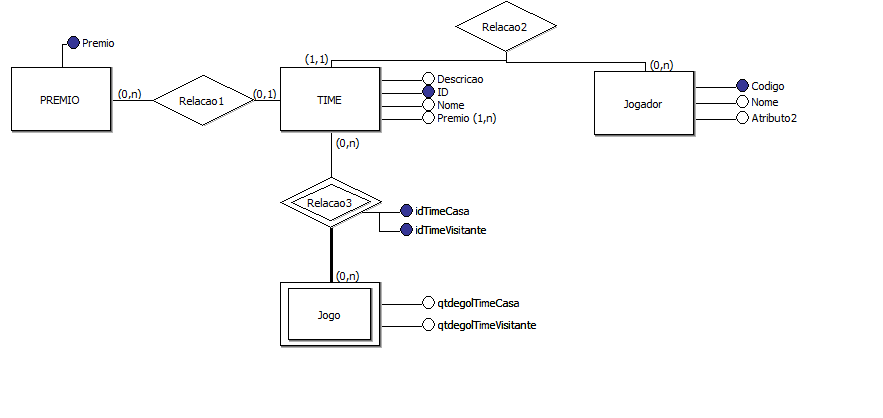 Relacao2
Premio
(1,1)
(0,n)
PREMIO
(0,n)
Relacao1
(0,1)
TIME
Descricao
ID
Nome
Premio (1,n)
Jogador
Codigo
Nome
Atributo2
(0,n)
Relacao3
idTimeCasa
idTimeVisitante
(0,n)
Jogo
qtdegolTimeCasa
qtdegolTimeVisitante